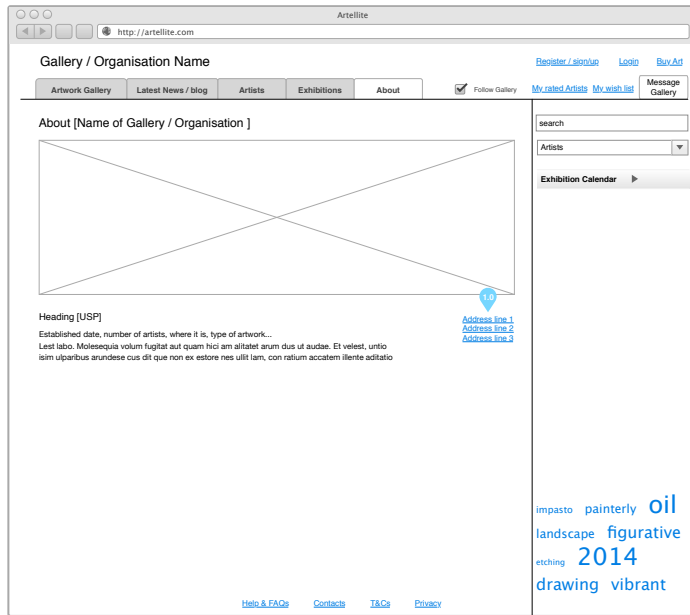 Artellite
http://artellite.com
Gallery / Organisation Name
Register / sign/up Login Buy Art
Artwork Gallery Latest News / blog Artists Exhibitions About Follow Gallery My rated Artists My wish list Message Gallery
About [Name of Gallery / Organisation ]
search
Artists
Exhibition Calendar
1.0
Heading [USP]
Address line 1
Address line 2
Address line 3
Established date, number of artists, where it is, type of artwork...
Lest labo. Molesequia volum fugitat aut quam hici am alitatet arum dus ut audae. Et velest, untio
isim ulparibus arundese cus dit que non ex estore nes ullit lam, con ratium accatem illente aditatio
impasto painterly oil
landscape figurative
etching 2014
drawing vibrant
Help & FAQs Contacts T&Cs Privacy